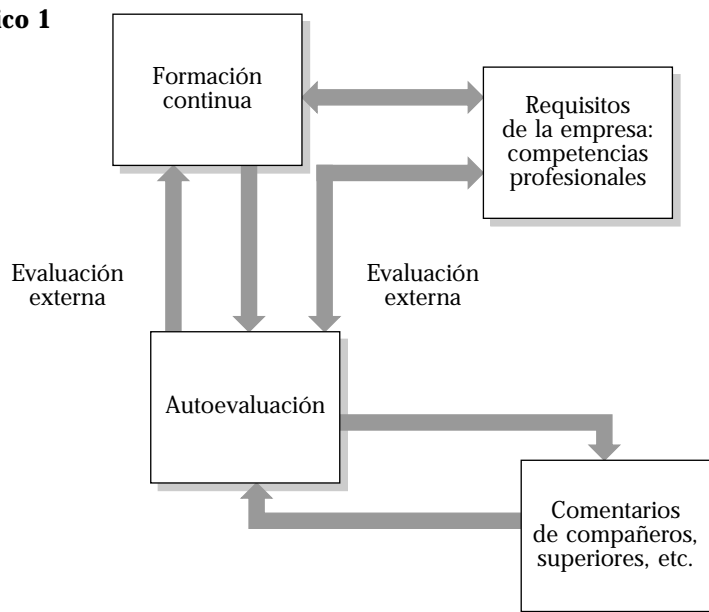 ico 1
Formación
continua
Requisitos
de la empresa:
competencias
profesionales
Evaluación
externa
Evaluación
externa
Autoevaluación
Comentarios
de compañeros,
superiores, etc.